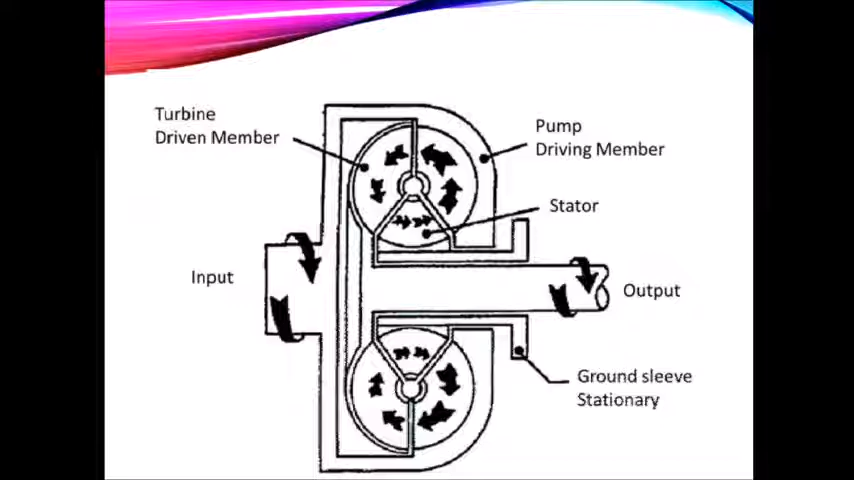 Turbine
Driven Member
Pump
Driving Member
Stator
Input
Output
Ground sleeve
Stationary